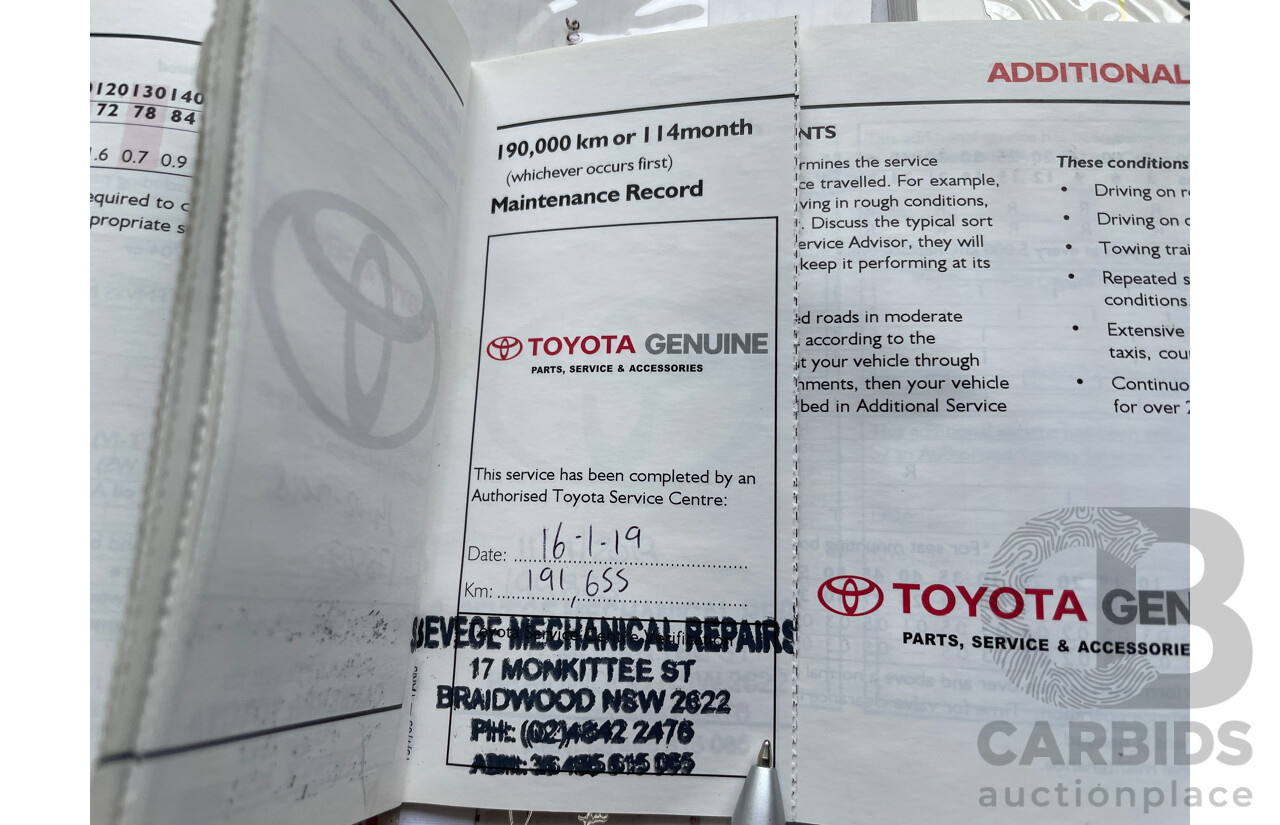 120130140
72 78 84
.6 0.7 0.9
equired to c
propriate s
190,000 km or 114month
(whichever occurs first)
Maintenance Record
TOYOTA GENUINE
PARTS, SERVICE & ACCESSORIES
This service has been completed by an
Authorised Toyota Service Centre:
Date: 16-1-19
Km: 191,655
MECHANICAL REPAIRS
17 MONKITTEE ST
BRAIDWOOD NSW 2622
PH: (02)4842 2476
ADDITIONAL
NTS
rmines the service
ce travelled. For example,
ving in rough conditions,
. Discuss the typical sort
ervice Advisor, they will
keep it performing at its
ed roads in moderate
according to the
t your vehicle through
nments, then your vehicle
bed in Additional Service
These conditions
• Driving on r
• Driving on
• Towing trai
• Repeated s
conditions
• Extensive
taxis, cou
• Continuo
for over
TOYOTA GEN
PARTS, SERVICE & ACCESSORIE
CARBIDS
auctionplace